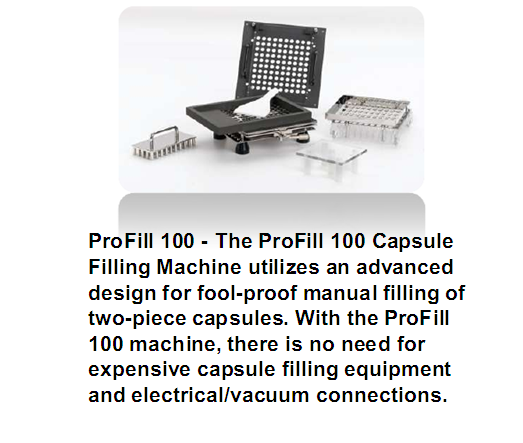 ProFill 100 - The ProFill 100 Capsule
Filling Machine utilizes an advanced
design for fool-proof manual filling of
two-piece capsules. With the ProFill
100 machine, there is no need for
expensive capsule filling equipment
and electrical/vacuum connections.